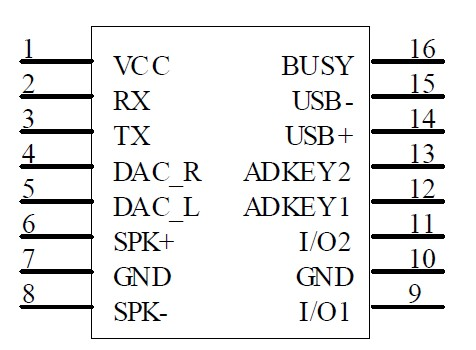 1 VCC BUSY 16
2 RX USB- 15
3 TX USB+ 14
4 DAC_R ADKEY2 13
5 DAC_L ADKEY1 12
6 SPK+ I/O2 11
7 GND GND 10
8 SPK- I/O1 9